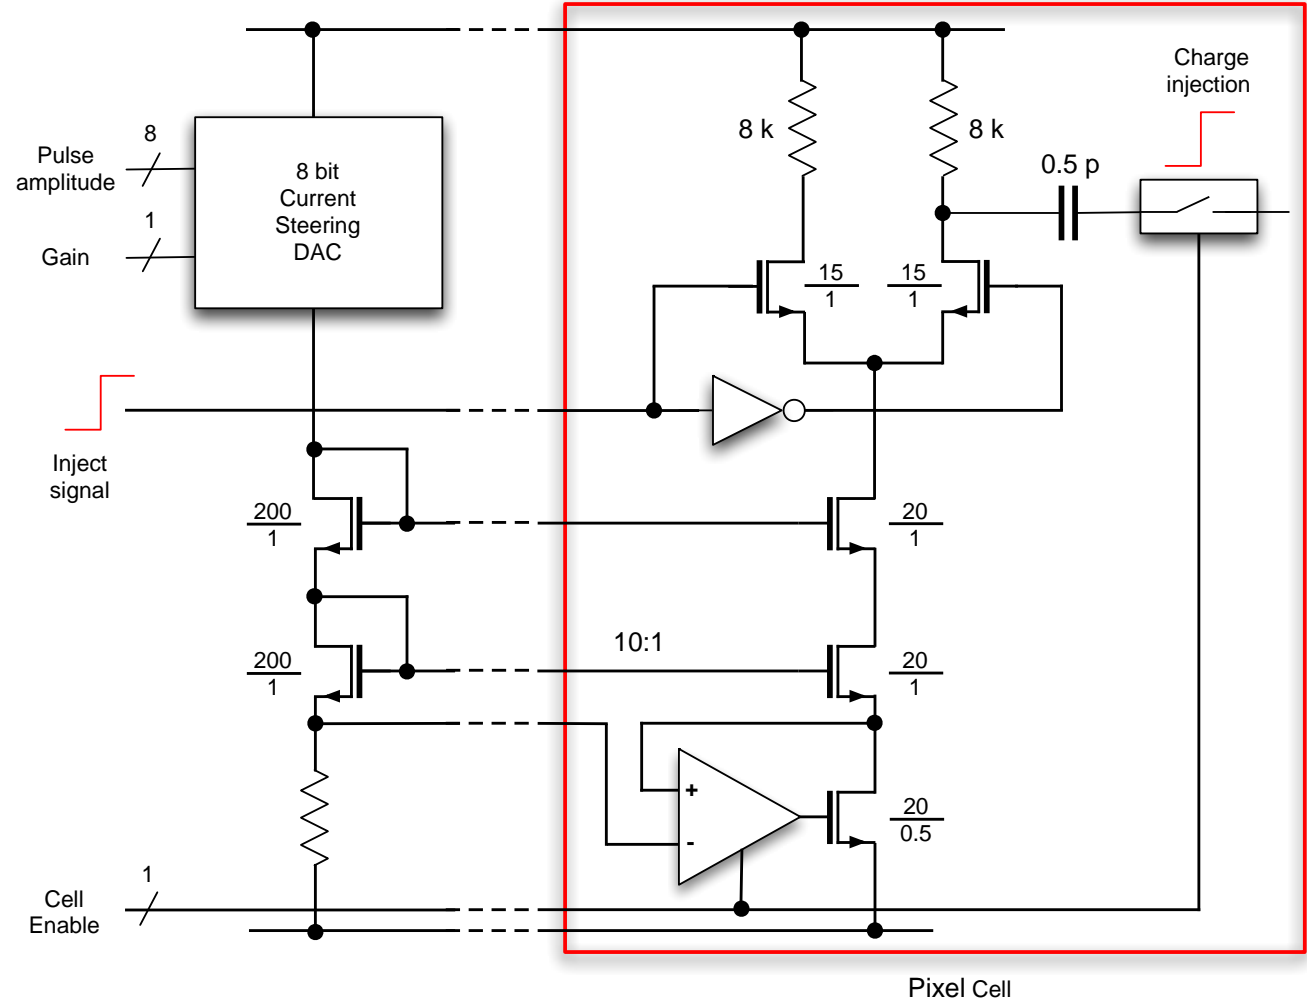 Charge
injection
8
8 k
8 k
Pulse
amplitude
8 bit
Current
Steering
DAC
0.5 p
1
Gain
15
1
15
1
Inject
signal
200
1
20
1
10:1
200
1
20
1
+
-
20
0.5
1
Cell
Enable
Pixel Cell